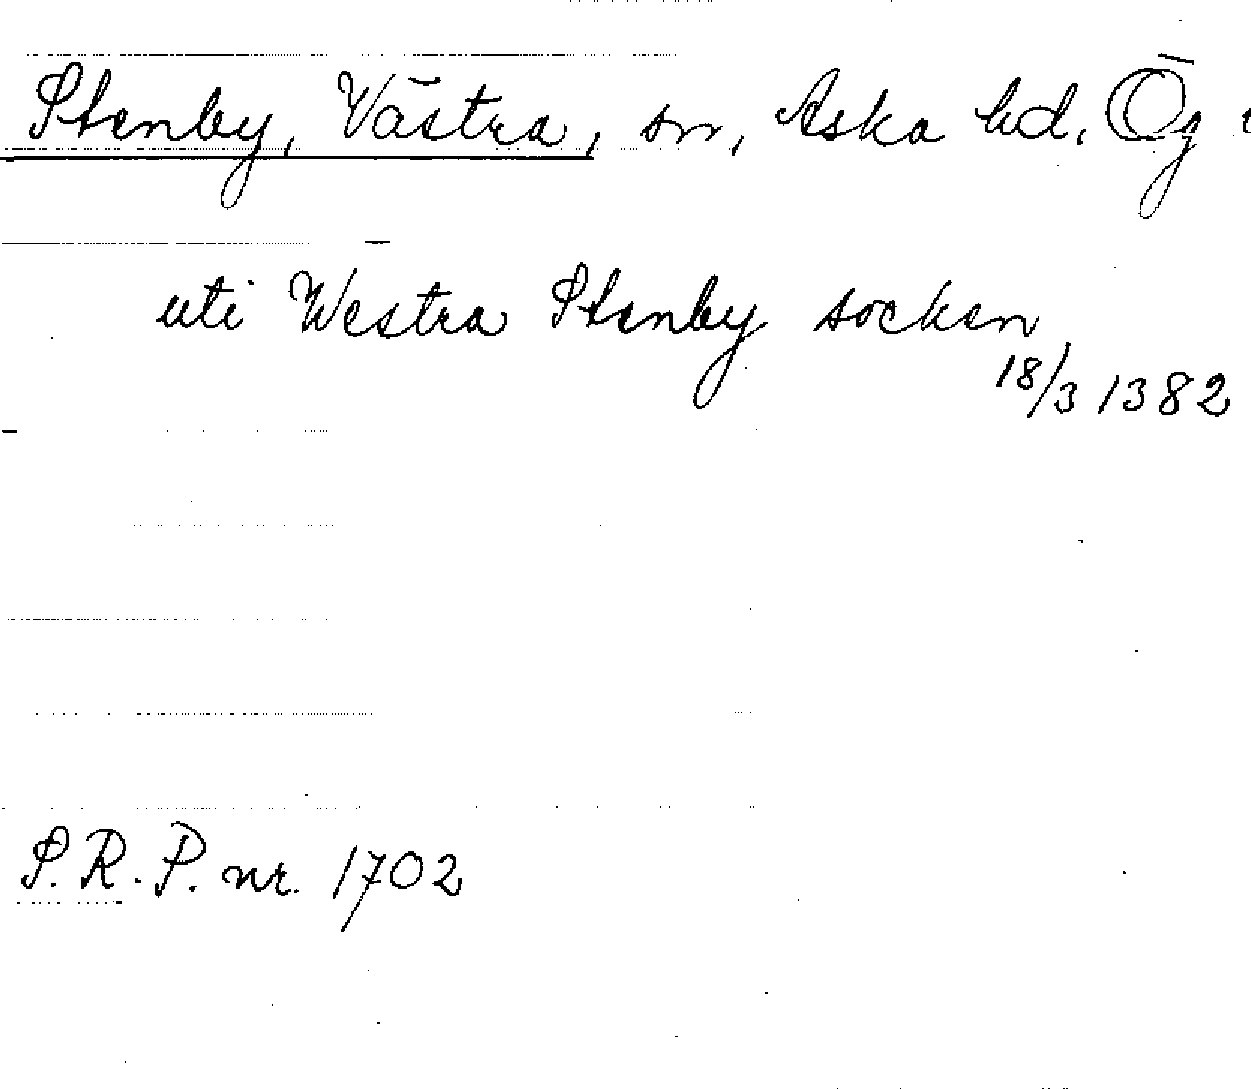 Stenby, Västra, sn, Aska hd, Ög
uti Westra Stenby socken
18/3 1382
S.R.P. nr. 1702